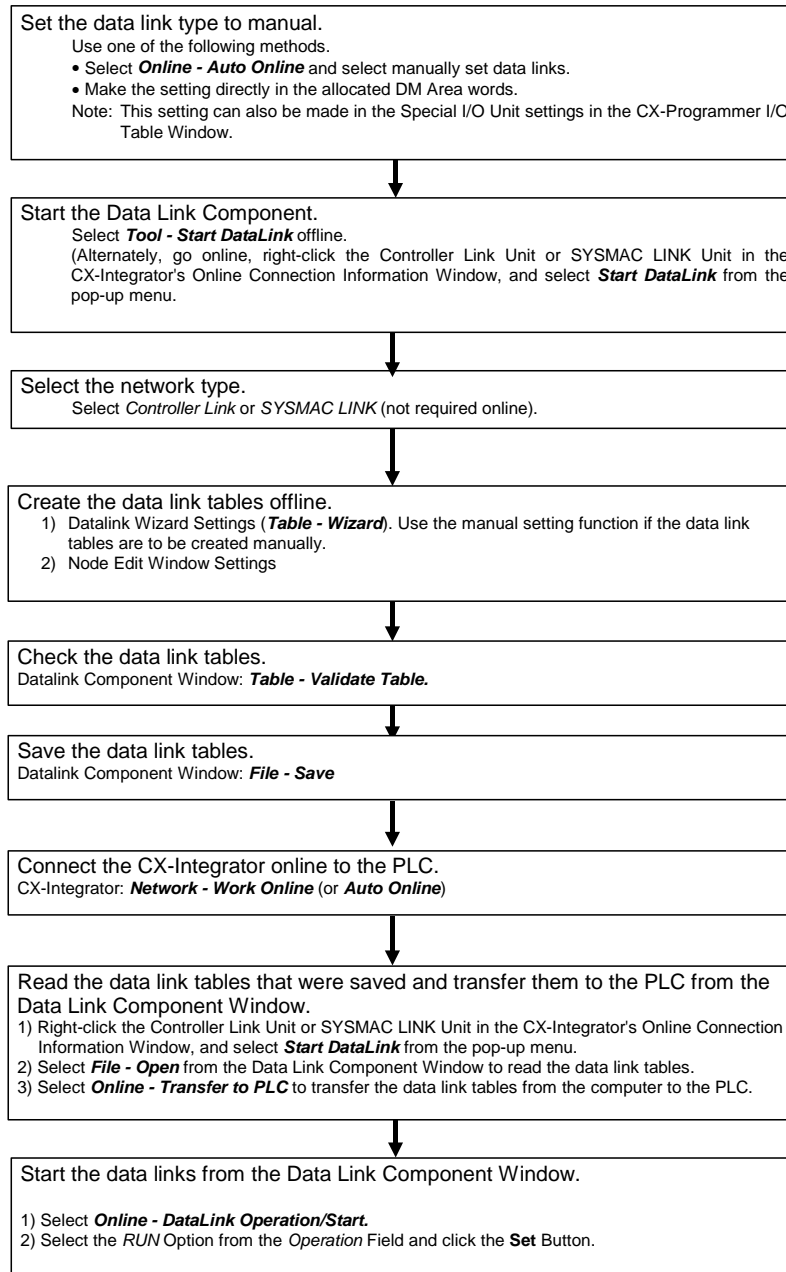 Set the data link type to manual.
Use one of the following methods.
• Select Online - Auto Online and select manually set data links.
• Make the setting directly in the allocated DM Area words.
Note: This setting can also be made in the Special I/O Unit settings in the CX-Programmer I/O
Table Window.
Start the Data Link Component.
Select Tool - Start DataLink offline.
(Alternately, go online, right-click the Controller Link Unit or SYSMAC LINK Unit in the
CX-Integrator's Online Connection Information Window, and select Start DataLink from the
pop-up menu.
Select the network type.
Select Controller Link or SYSMAC LINK (not required online).
Create the data link tables offline.
1) Datalink Wizard Settings (Table - Wizard). Use the manual setting function if the data link
tables are to be created manually.
2) Node Edit Window Settings
Check the data link tables.
Datalink Component Window: Table - Validate Table.
Save the data link tables.
Datalink Component Window: File - Save
Connect the CX-Integrator online to the PLC.
CX-Integrator: Network - Work Online (or Auto Online)
Read the data link tables that were saved and transfer them to the PLC from the
Data Link Component Window.
1) Right-click the Controller Link Unit or SYSMAC LINK Unit in the CX-Integrator's Online Connection
Information Window, and select Start DataLink from the pop-up menu.
2) Select File - Open from the Data Link Component Window to read the data link tables.
3) Select Online - Transfer to PLC to transfer the data link tables from the computer to the PLC.
Start the data links from the Data Link Component Window.
1) Select Online - DataLink Operation/Start.
2) Select the RUN Option from the Operation Field and click the Set Button.